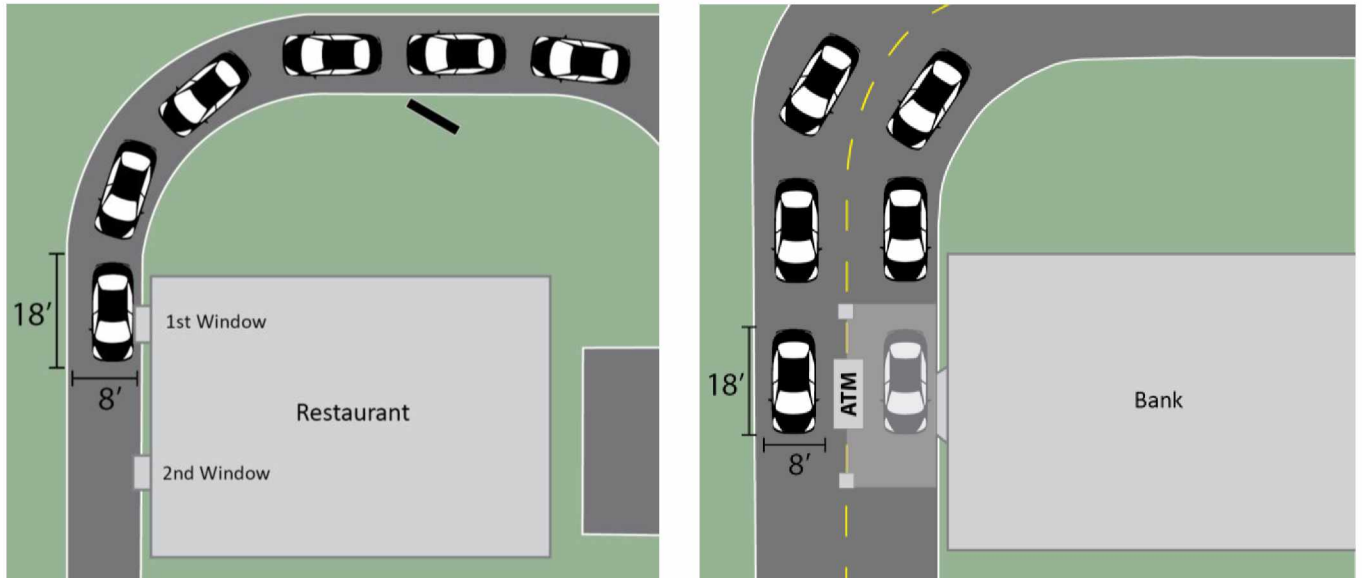 18’
8’
1st Window
Restaurant
2nd Window
18’
8’
ATM
Bank